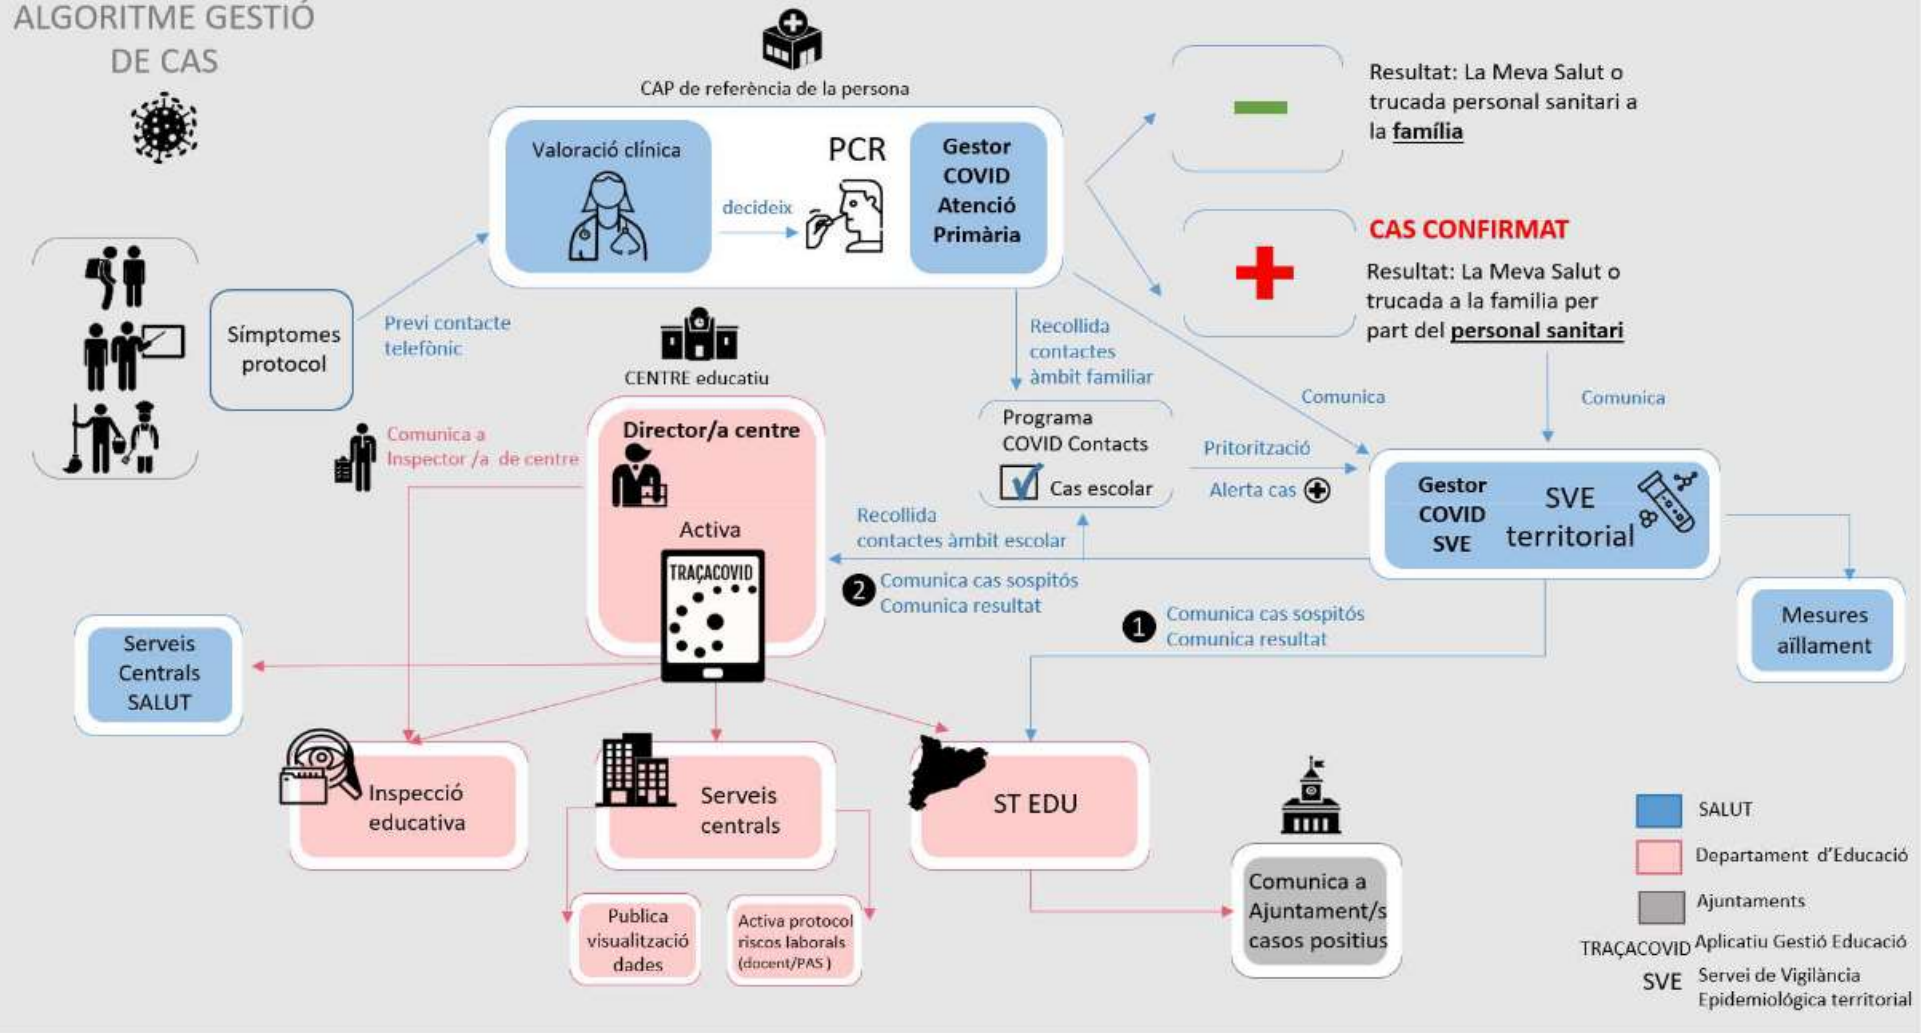 ALGORITME GESTIÓ
DE CAS
CAP de referència de la persona
Valoració clínica
decideix
PCR
Gestor
COVID
Atenció
Primària
Resultat: La Meva Salut o
trucada personal sanitari a
la família
CAS CONFIRMAT
Resultat: La Meva Salut o
trucada a la familia per
part del personal sanitari
Símptomes
protocol
Previ contacte
telefònic
CENTRE educatiu
Recollida
contactes
àmbit familiar
Comunica
Comunica
Comunica a
Inspector /a de centre
Director/a centre
Activa
TRAÇACOVID
Programa
COVID Contacts
Cas escolar
Pritorització
Alerta cas
Gestor
COVID
SVE
SVE
territorial
Recollida
contactes àmbit escolar
2 Comunica cas sospitós
Comunica resultat
1 Comunica cas sospitós
Comunica resultat
Mesures
aïllament
Serveis
Centrals
SALUT
Inspecció
educativa
Serveis
centrals
ST EDU
Publica
visualització
dades
Activa protocol
riscos laborals
(docent/PAS )
Comunica a
Ajuntament/s
casos positius
SALUT
Departament d'Educació
Ajuntaments
TRAÇACOVID Aplicatiu Gestió Educació
SVE Servei de Vigilància
Epidemiològica territorial